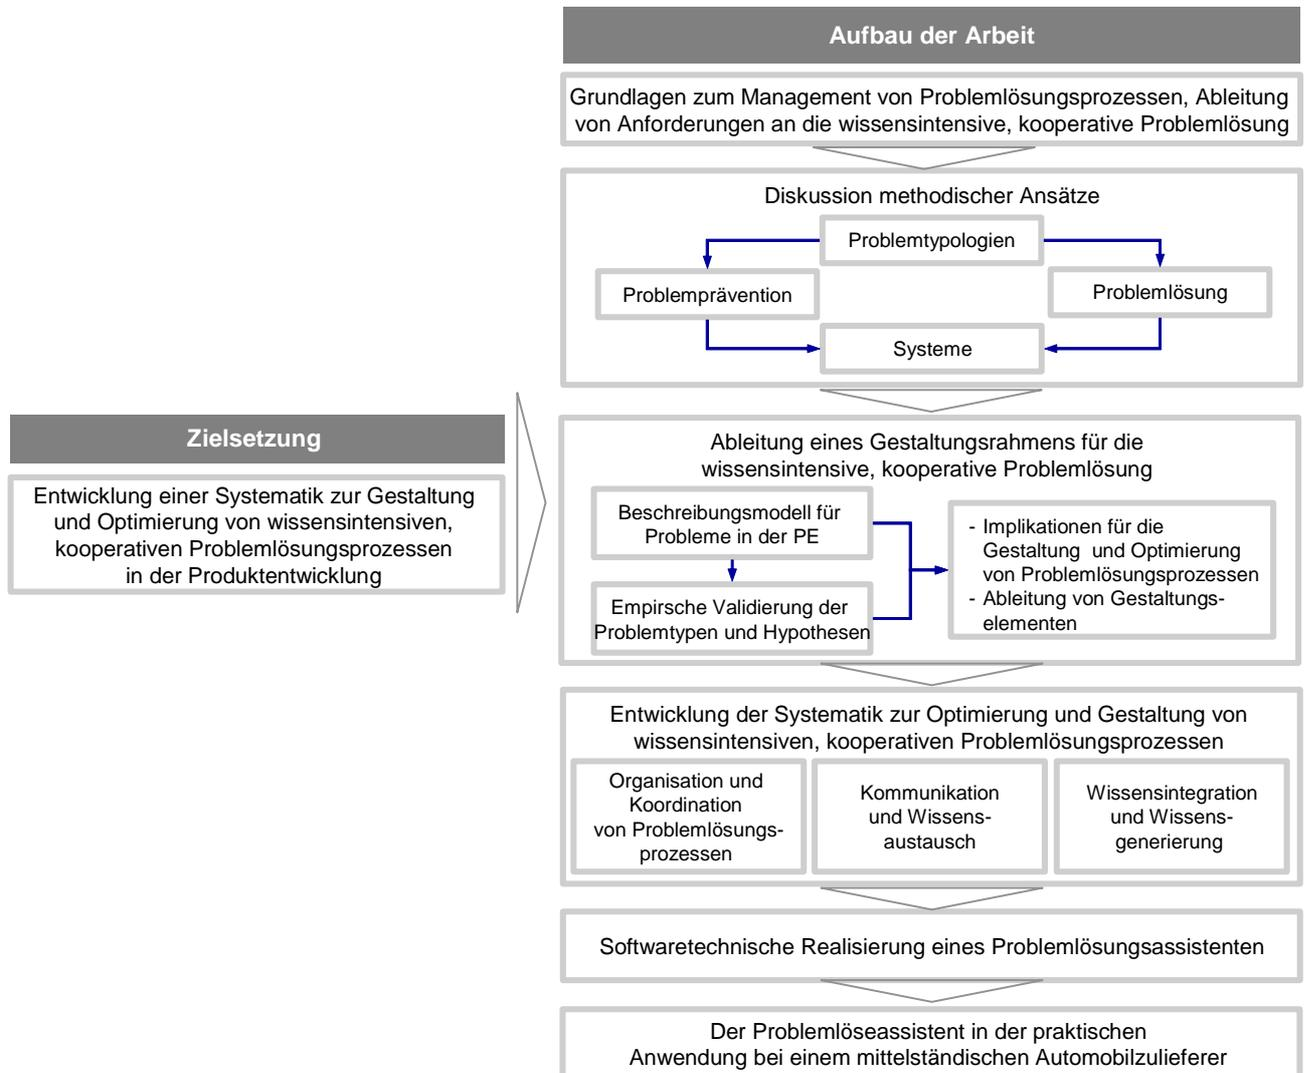 Aufbau der Arbeit
Grundlagen zum Management von Problemlösungsprozessen, Ableitung
von Anforderungen an die wissensintensive, kooperative Problemlösung
Diskussion methodischer Ansätze
Problemtypologien
Problemprävention
Problemlösung
Systeme
Zielsetzung
Entwicklung einer Systematik zur Gestaltung
und Optimierung von wissensintensiven,
kooperativen Problemlösungsprozessen
in der Produktentwicklung
Ableitung eines Gestaltungsrahmens für die
wissensintensive, kooperative Problemlösung
Beschreibungsmodell für
Probleme in der PE
Empirsche Validierung der
Problemtypen und Hypothesen
- Implikationen für die
Gestaltung und Optimierung
von Problemlösungsprozessen
- Ableitung von Gestaltungs-
elementen
Entwicklung der Systematik zur Optimierung und Gestaltung von
wissensintensiven, kooperativen Problemlösungsprozessen
Organisation und
Koordination
von Problemlösungs-
prozessen
Kommunikation
und Wissens-
austausch
Wissensintegration
und Wissens-
generierung
Softwaretechnische Realisierung eines Problemlösungsassistenten
Der Problemlöseassistent in der praktischen
Anwendung bei einem mittelständischen Automobilzulieferer